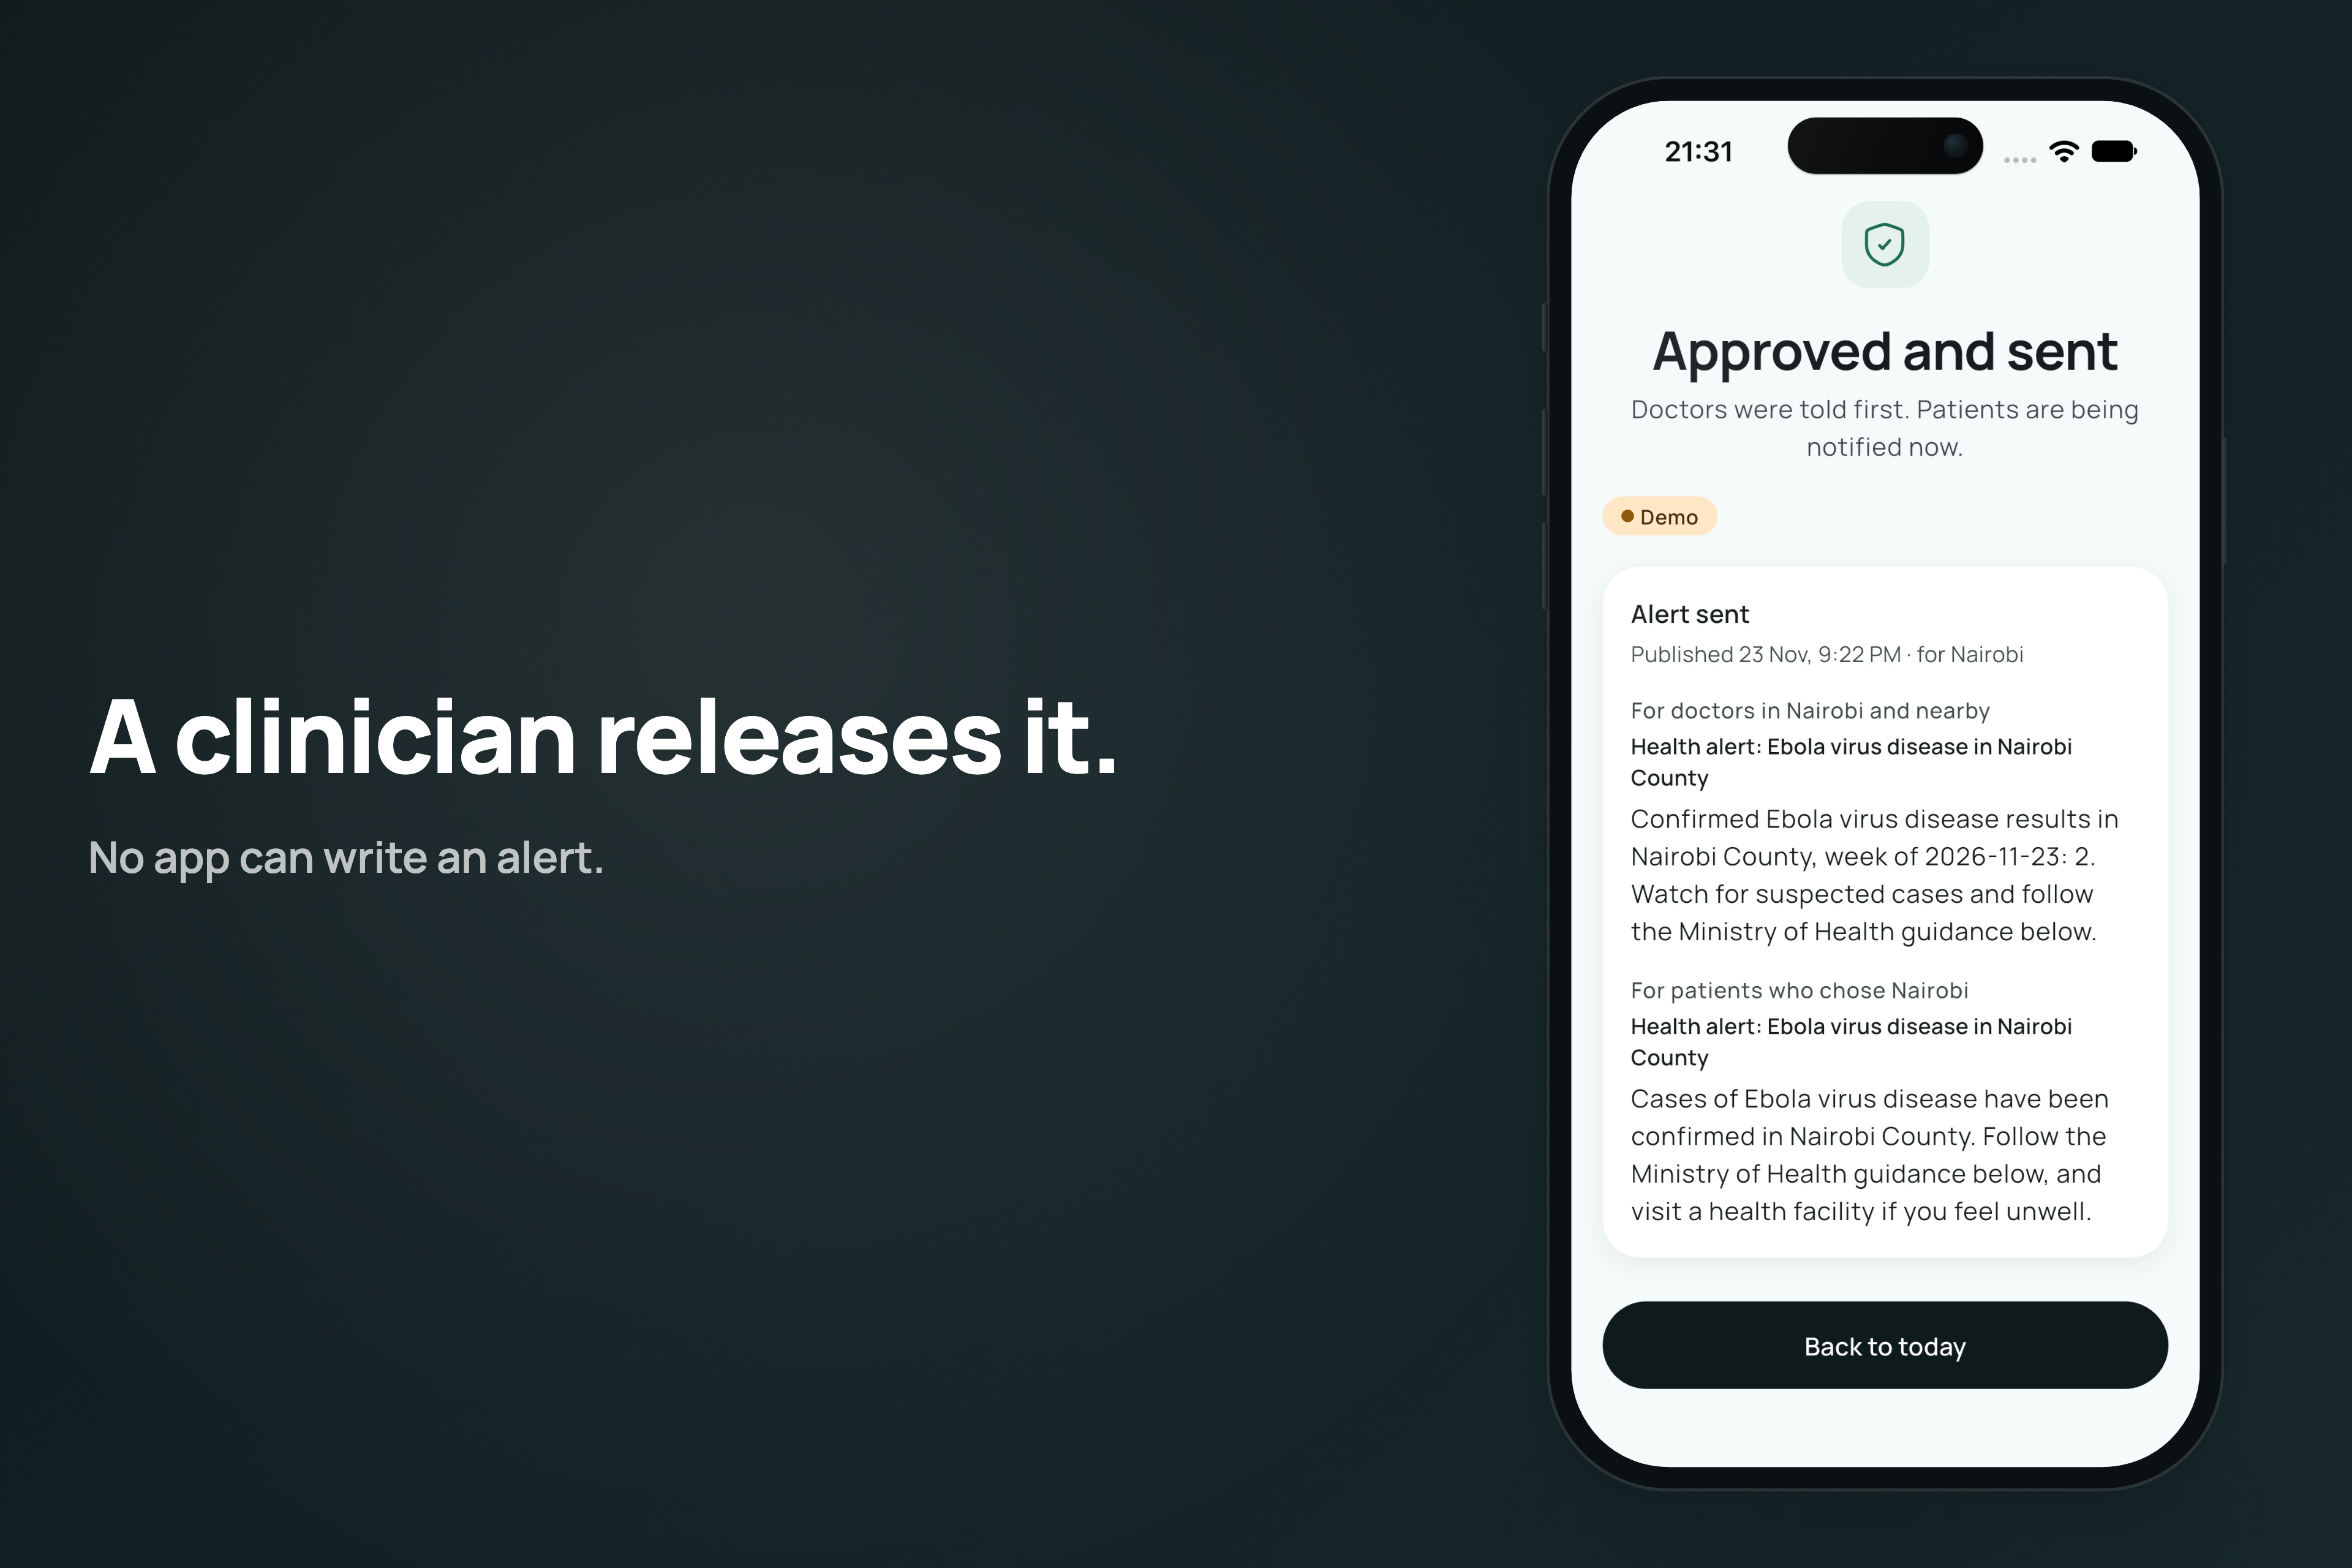 A clinician releases it.
No app can write an alert.
21:31
Approved and sent
Doctors were told first. Patients are being
notified now.
Demo
Alert sent
Published 23 Nov, 9:22 PM · for Nairobi
For doctors in Nairobi and nearby
Health alert: Ebola virus disease in Nairobi
County
Confirmed Ebola virus disease results in
Nairobi County, week of 2026-11-23: 2.
Watch for suspected cases and follow
the Ministry of Health guidance below.
For patients who chose Nairobi
Health alert: Ebola virus disease in Nairobi
County
Cases of Ebola virus disease have been
confirmed in Nairobi County. Follow the
Ministry of Health guidance below, and
visit a health facility if you feel unwell.
Back to today